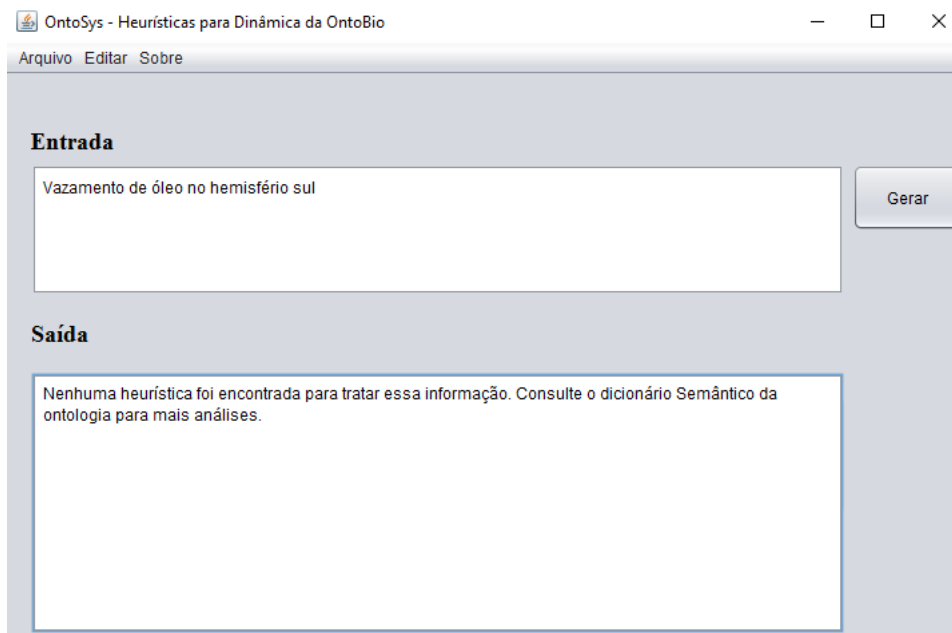 OntoSys - Heurísticas para Dinâmica da OntoBio
Arquivo Editar Sobre
Entrada
Vazamento de óleo no hemisfério sul
Gerar
Saída
Nenhuma heurística foi encontrada para tratar essa informação. Consulte o dicionário Semântico da
ontologia para mais análises.